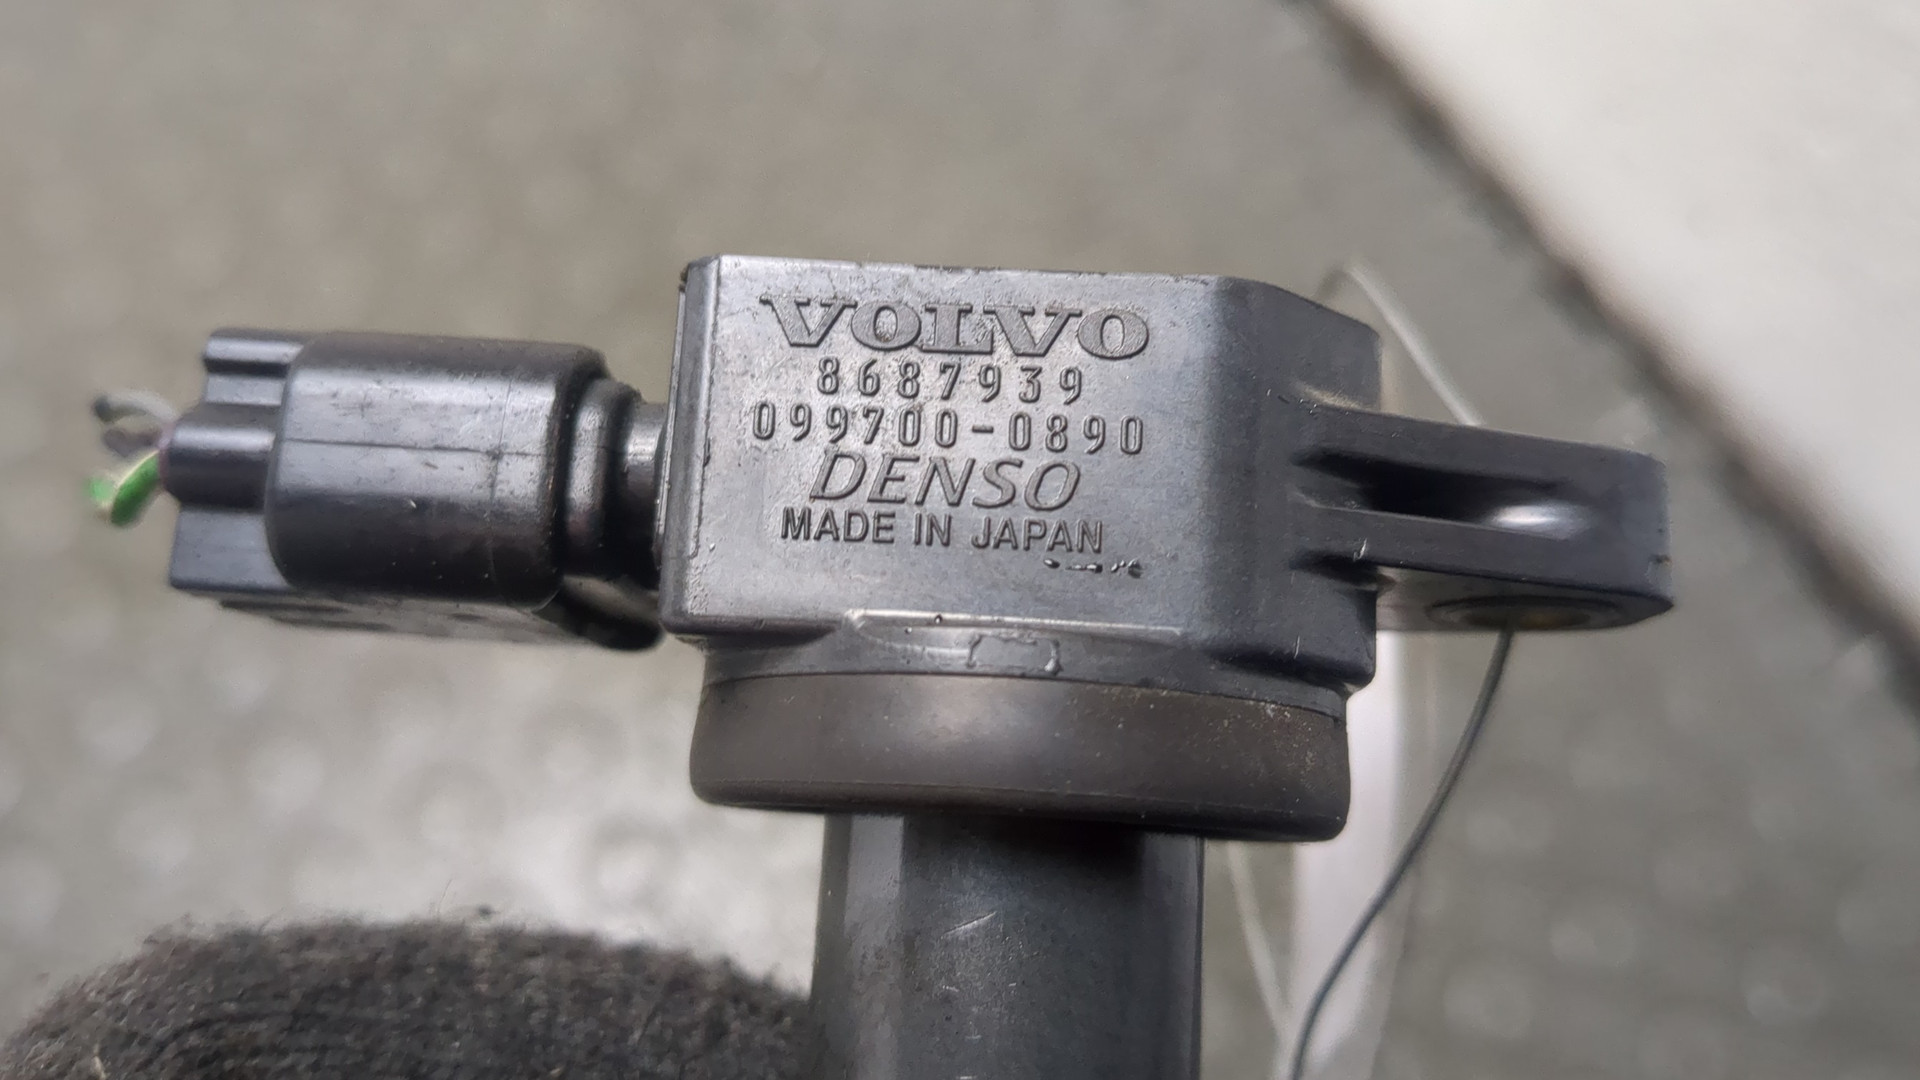 VOLVO
8687939
099700-0890
DENSO
MADE IN JAPAN